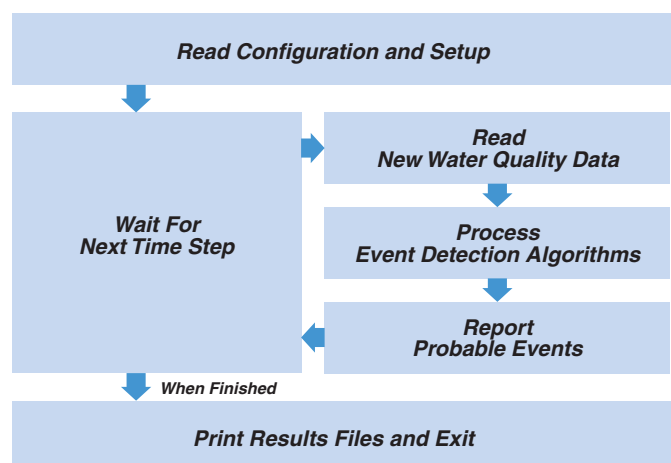 Read Configuration and Setup
Wait For
Next Time Step
Read
New Water Quality Data
Process
Event Detection Algorithms
Report
Probable Events
When Finished
Print Results Files and Exit